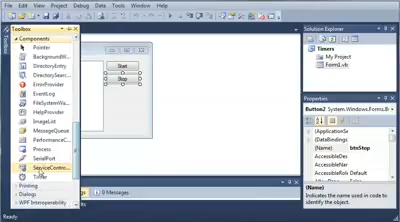 File Edit View Project Debug Data Tools Window Help
Toolbox
Components
Pointer
BackgroundW...
DirectoryEntry
DirectorySearc...
ErrorProvider
EventLog
FileSystemWa...
HelpProvider
ImageList
MessageQueue
PerformanceC...
Process
SerialPort
ServiceContro...
Timer
Printing
Dialogs
WPF Interoperability
Start
Stop
0 Messages
Ready
Solution Explorer
Timers
My Project
Form1.vb
Properties
Button2 System.Windows.Forms.B
(ApplicationSe
(DataBindings
(Name) btnStop
AccessibleDes
AccessibleNar
AccessibleRole Default
(Name)
Indicates the name used in code to
identify the object.